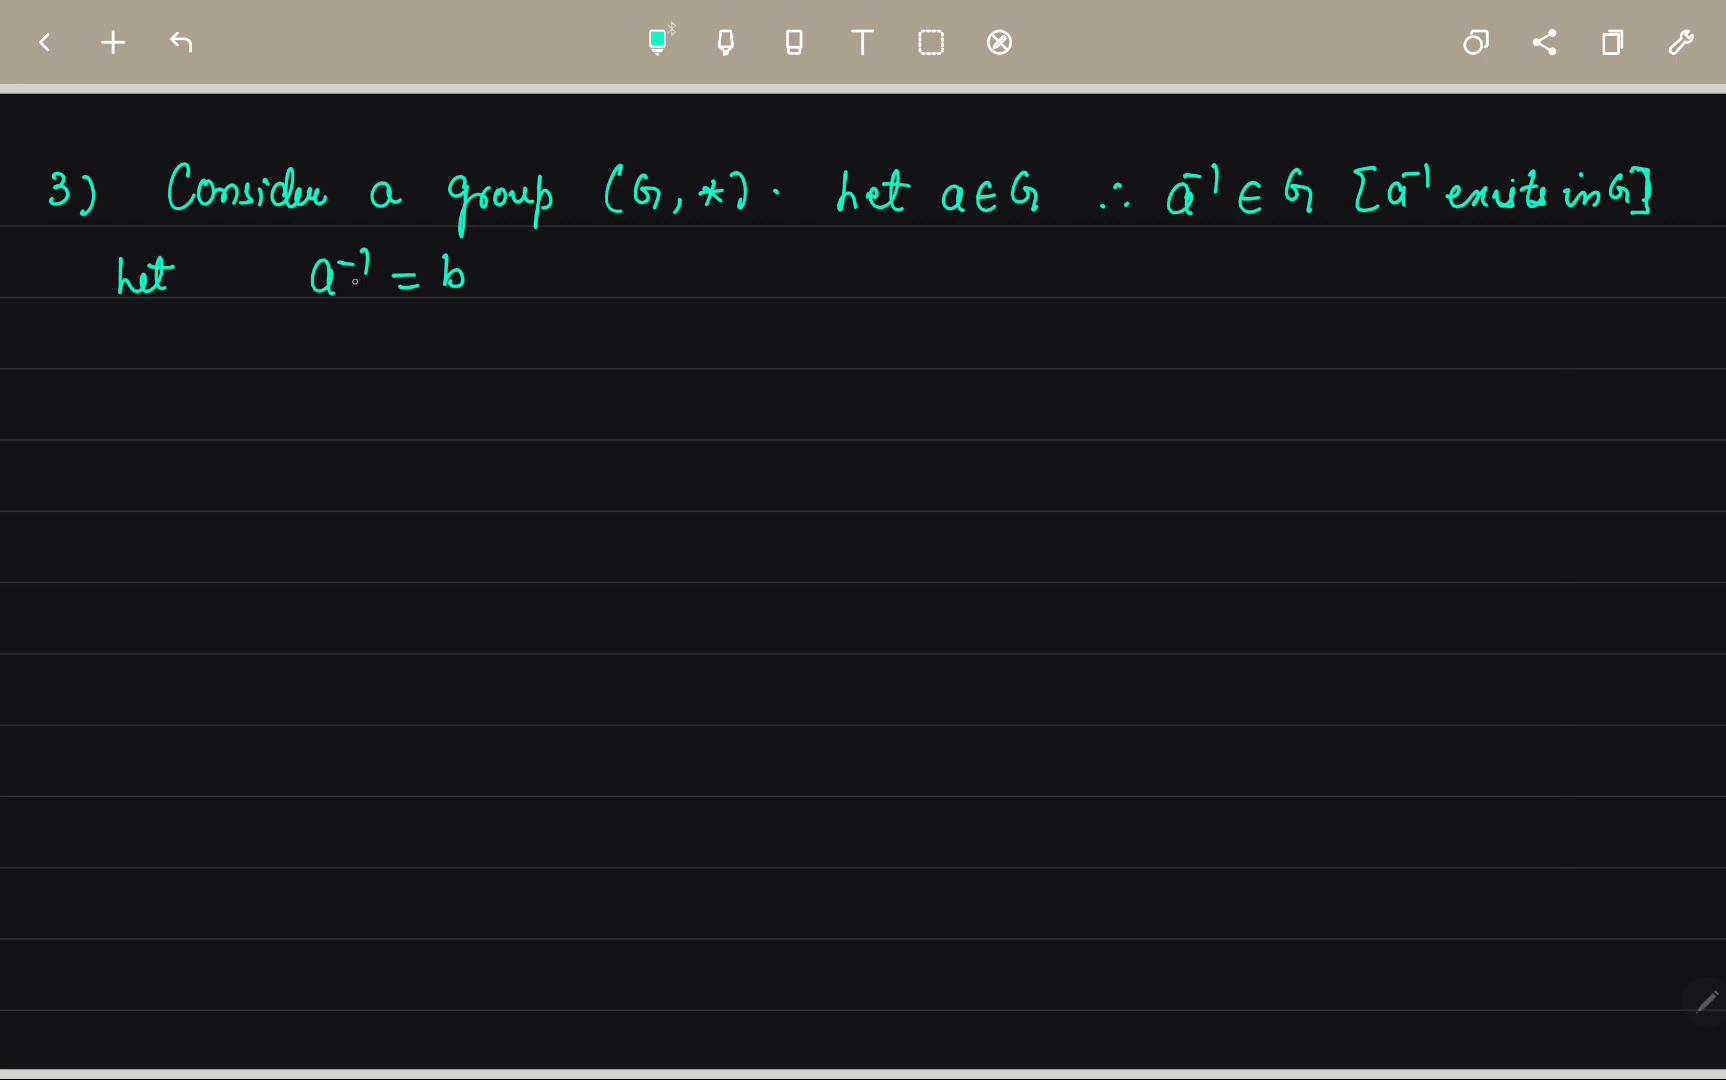 3) Consider a group (G, *). Let a ∈ G ∴ a⁻¹ ∈ G [a⁻¹ exists in G]
Let a⁻¹ = b